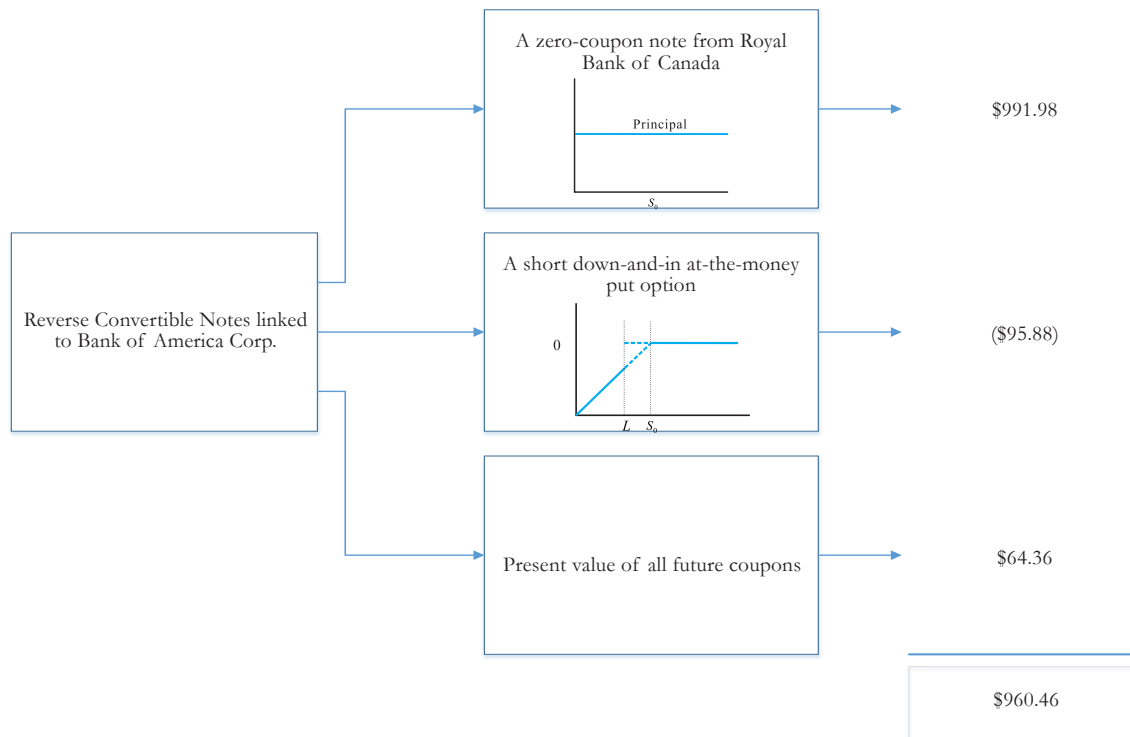 A zero-coupon note from Royal
Bank of Canada
Principal
S₀
$991.98
Reverse Convertible Notes linked
to Bank of America Corp.
A short down-and-in at-the-money
put option
0
L S₀
($95.88)
Present value of all future coupons
$64.36
$960.46